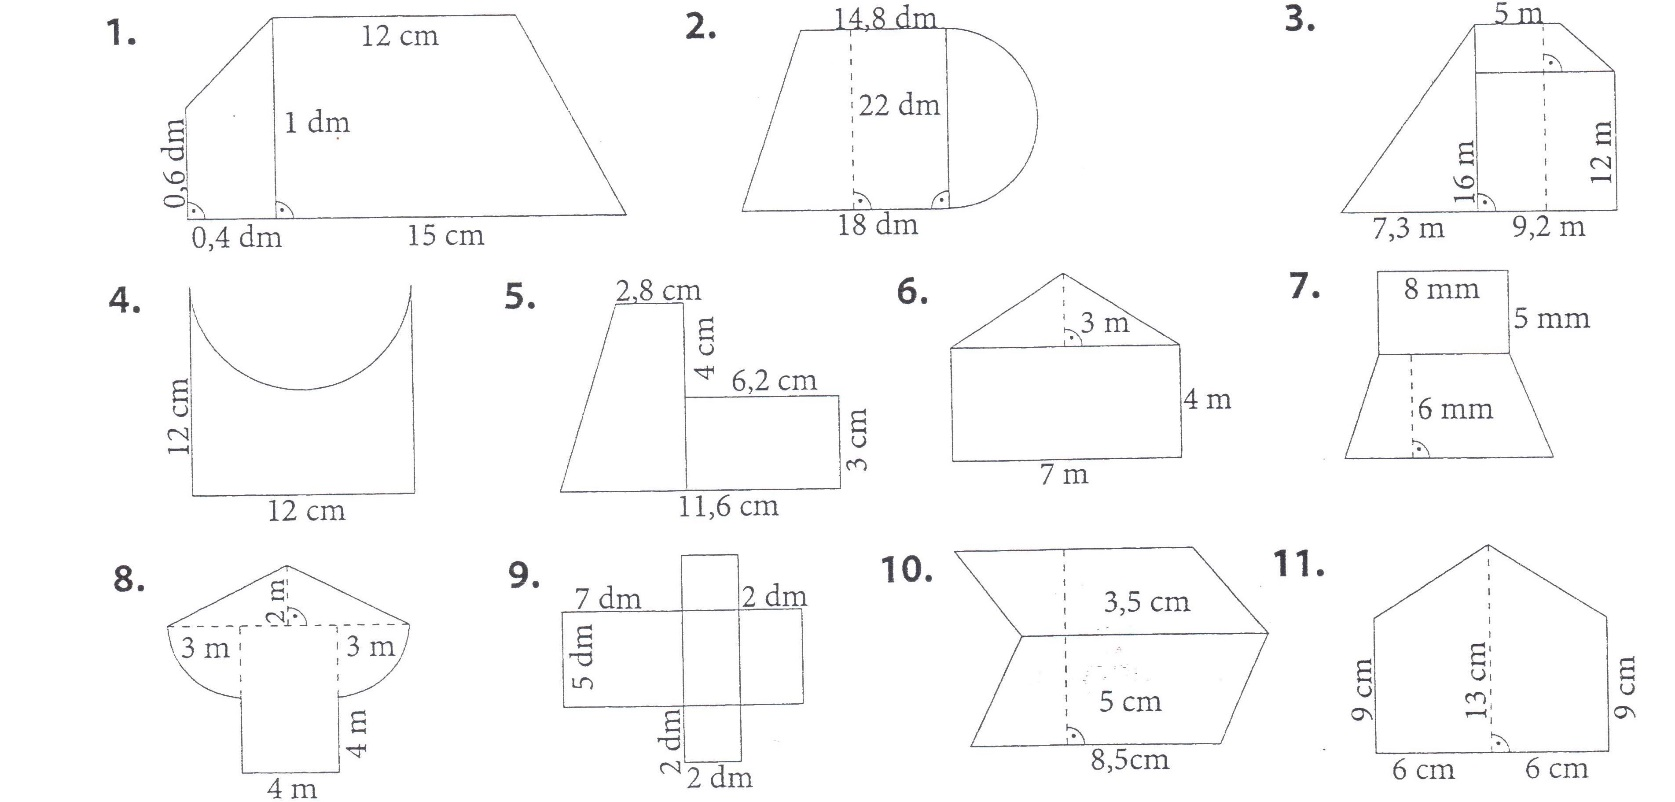 1.
12 cm
0,6 dm
1 dm
0,4 dm
15 cm
2.
14,8 dm
22 dm
18 dm
3.
5 m
16 m
12 m
7,3 m
9,2 m
4.
12 cm
12 cm
5.
2,8 cm
4 cm
6,2 cm
3 cm
11,6 cm
6.
3 m
4 m
7 m
7.
8 mm
5 mm
6 mm
8.
2 m
3 m
3 m
4 m
4 m
9.
7 dm
2 dm
5 dm
2 dm
2 dm
10.
3,5 cm
5 cm
8,5cm
11.
9 cm
13 cm
9 cm
6 cm
6 cm